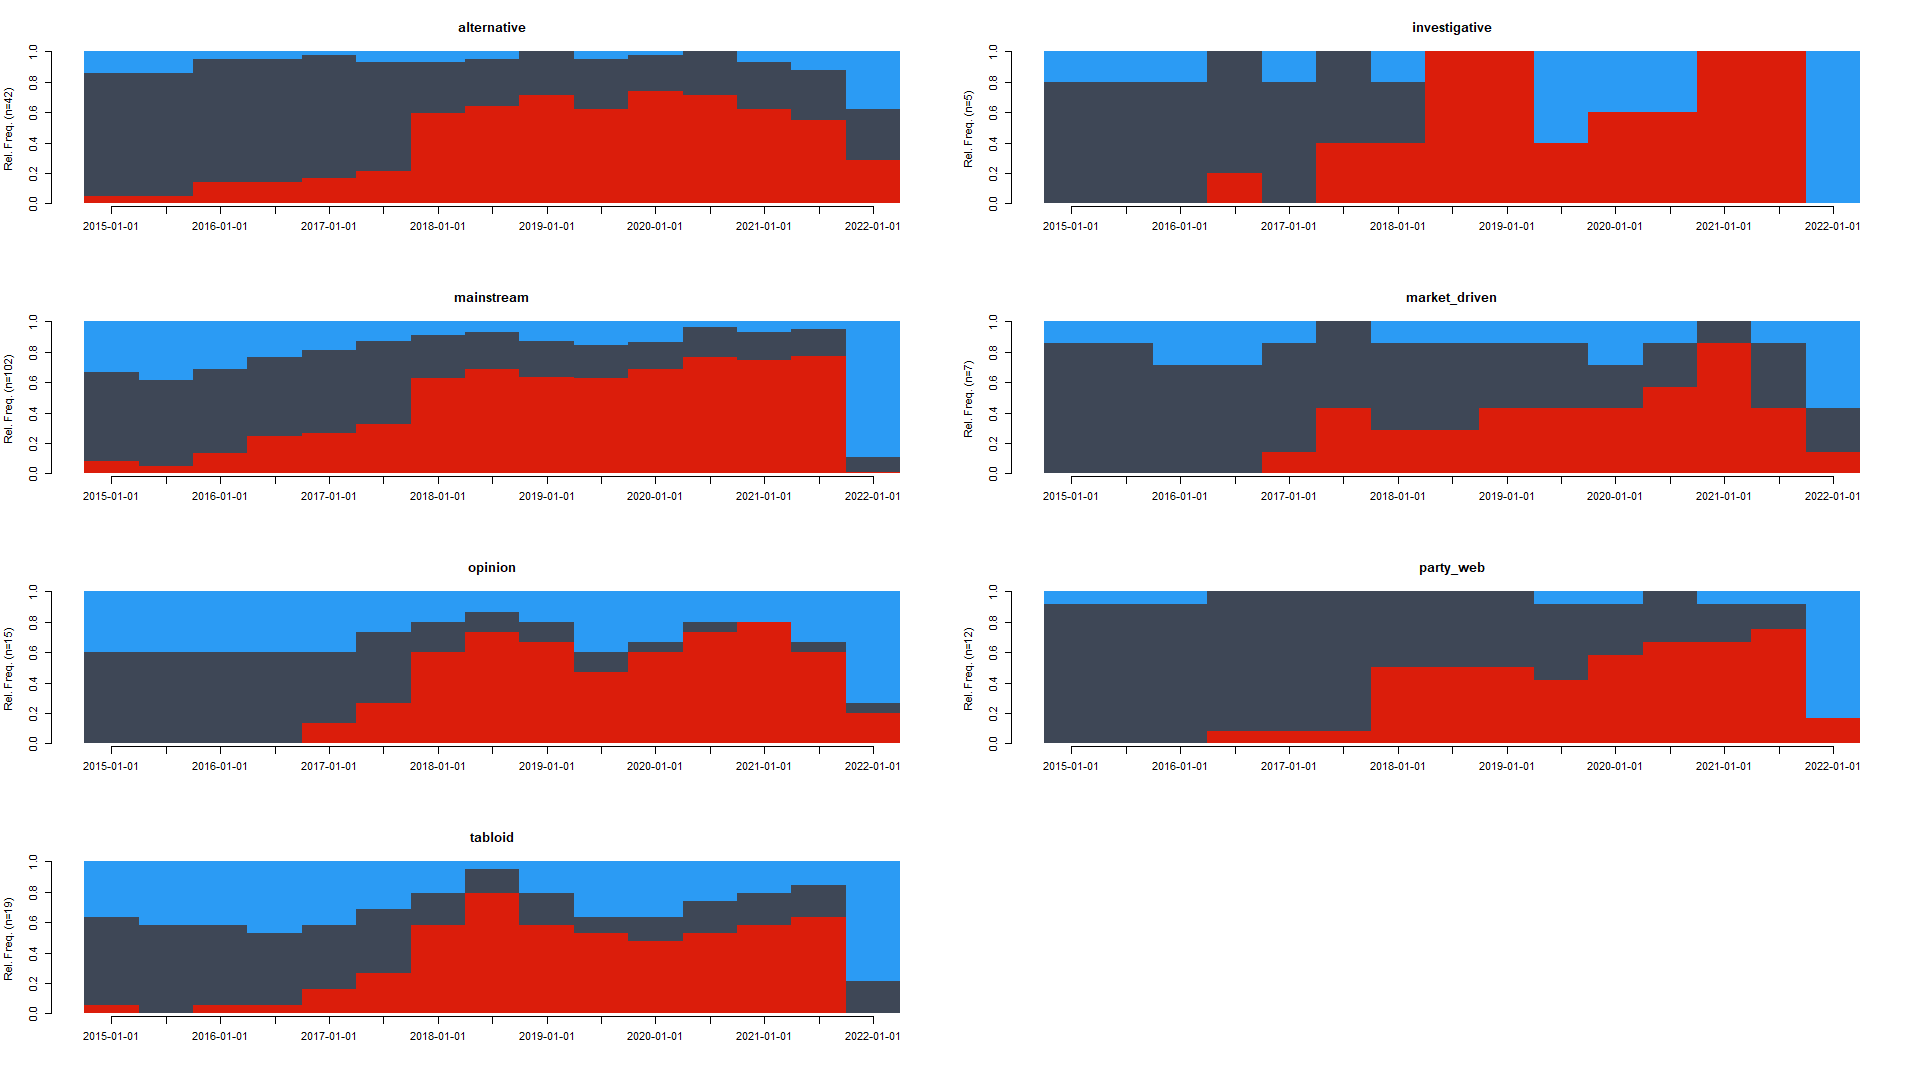 alternative
Rel. Freq. (n=42)
0.0 0.2 0.4 0.6 0.8 1.0
2015-01-01 2016-01-01 2017-01-01 2018-01-01 2019-01-01 2020-01-01 2021-01-01 2022-01-01
investigative
Rel. Freq. (n=5)
0.0 0.2 0.4 0.6 0.8 1.0
2015-01-01 2016-01-01 2017-01-01 2018-01-01 2019-01-01 2020-01-01 2021-01-01 2022-01-01
mainstream
Rel. Freq. (n=102)
0.0 0.2 0.4 0.6 0.8 1.0
2015-01-01 2016-01-01 2017-01-01 2018-01-01 2019-01-01 2020-01-01 2021-01-01 2022-01-01
market_driven
Rel. Freq. (n=7)
0.0 0.2 0.4 0.6 0.8 1.0
2015-01-01 2016-01-01 2017-01-01 2018-01-01 2019-01-01 2020-01-01 2021-01-01 2022-01-01
opinion
Rel. Freq. (n=15)
0.0 0.2 0.4 0.6 0.8 1.0
2015-01-01 2016-01-01 2017-01-01 2018-01-01 2019-01-01 2020-01-01 2021-01-01 2022-01-01
party_web
Rel. Freq. (n=12)
0.0 0.2 0.4 0.6 0.8 1.0
2015-01-01 2016-01-01 2017-01-01 2018-01-01 2019-01-01 2020-01-01 2021-01-01 2022-01-01
tabloid
Rel. Freq. (n=19)
0.0 0.2 0.4 0.6 0.8 1.0
2015-01-01 2016-01-01 2017-01-01 2018-01-01 2019-01-01 2020-01-01 2021-01-01 2022-01-01